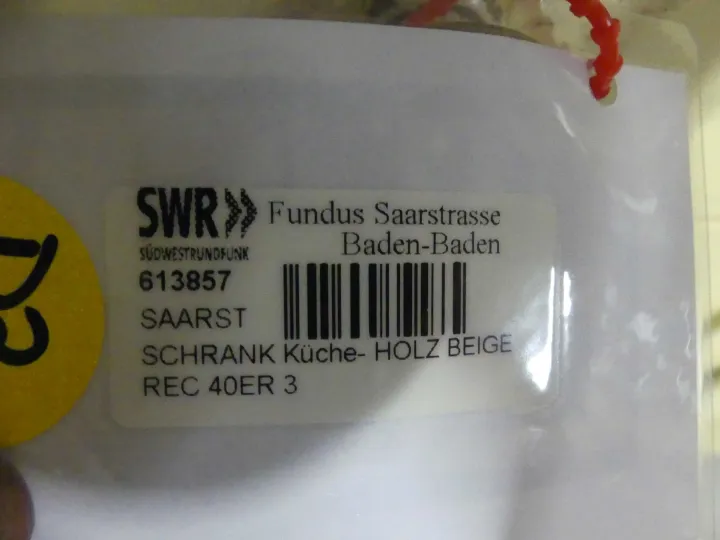 SWR» Fundus Saarstrasse
SÜDWESTRUNDFUNK Baden-Baden
613857
SAARST
SCHRANK Küche- HOLZ BEIGE
REC 40ER 3